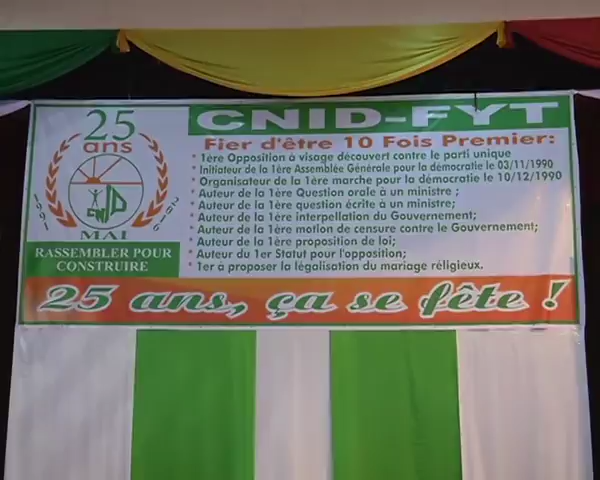 25
ans
1991
2016
CNID
MALI
RASSEMBLER POUR
CONSTRUIRE
CNID-FYT
Fier d'être 10 Fois Premier:
* 1ère Opposition à visage découvert contre le parti unique
* Initiateur de la 1ère Assemblée Générale pour la démocratie le 03/11/1990
* Organisateur de la 1ère marche pour la démocratie le 10/12/1990
* Auteur de la 1ère Question orale à un ministre ;
* Auteur de la 1ère question écrite à un ministre;
* Auteur de la 1ère interpellation du Gouvernement;
* Auteur de la 1ère motion de censure contre le Gouvernement;
* Auteur de la 1ère proposition de loi;
* Auteur du 1er Statut pour l'opposition;
* 1er à proposer la légalisation du mariage réligieux.
25 ans, ça se fête !